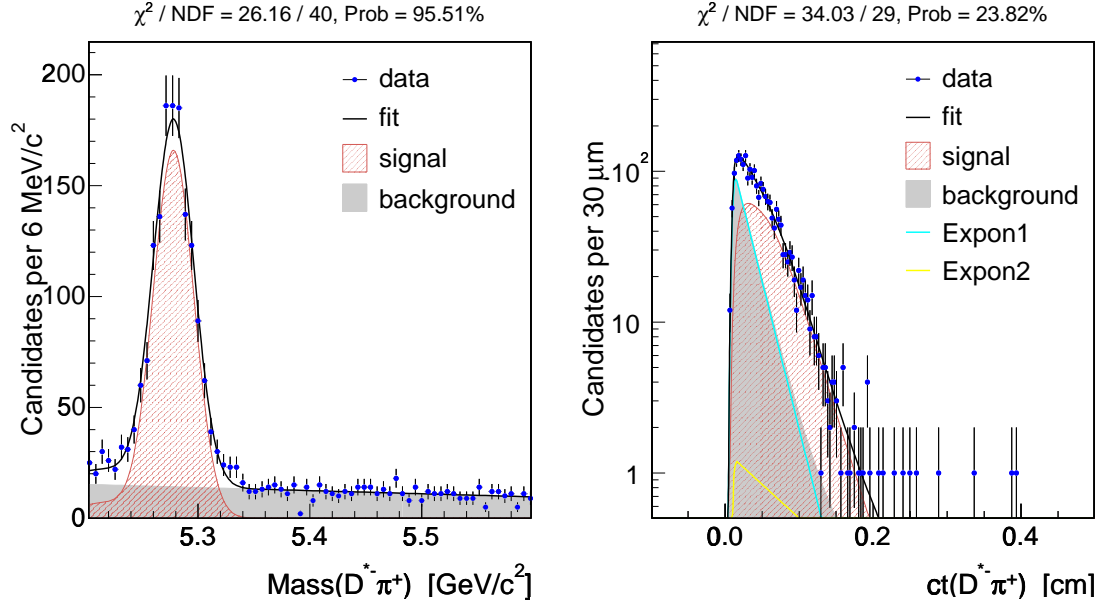 χ² / NDF = 26.16 / 40, Prob = 95.51%
Candidates per 6 MeV/c²
200
150
100
50
0
5.3
5.4
5.5
data
fit
signal
background
Mass(D*⁻π⁺) [GeV/c²]
χ² / NDF = 34.03 / 29, Prob = 23.82%
Candidates per 30 μm
10²
10
1
0.0
0.2
0.4
data
fit
signal
background
Expon1
Expon2
ct(D*⁻π⁺) [cm]